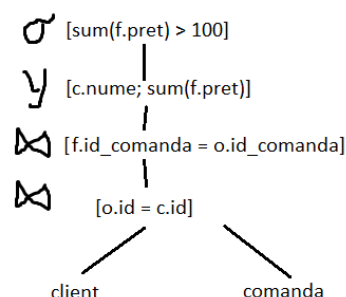 σ [sum(f.pret) > 100]
γ [c.nume; sum(f.pret)]
⋈ [f.id_comanda = o.id_comanda]
⋈ [o.id = c.id]
client comanda